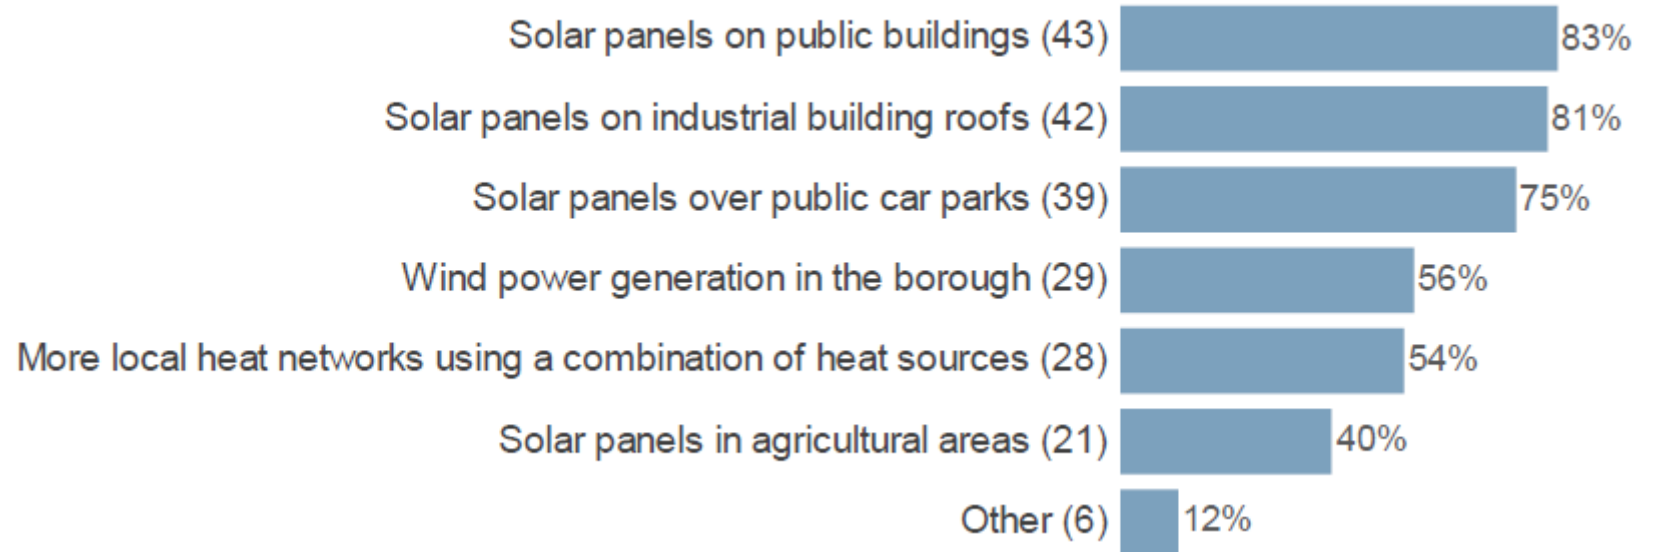 Solar panels on public buildings (43) 83%
Solar panels on industrial building roofs (42) 81%
Solar panels over public car parks (39) 75%
Wind power generation in the borough (29) 56%
More local heat networks using a combination of heat sources (28) 54%
Solar panels in agricultural areas (21) 40%
Other (6) 12%